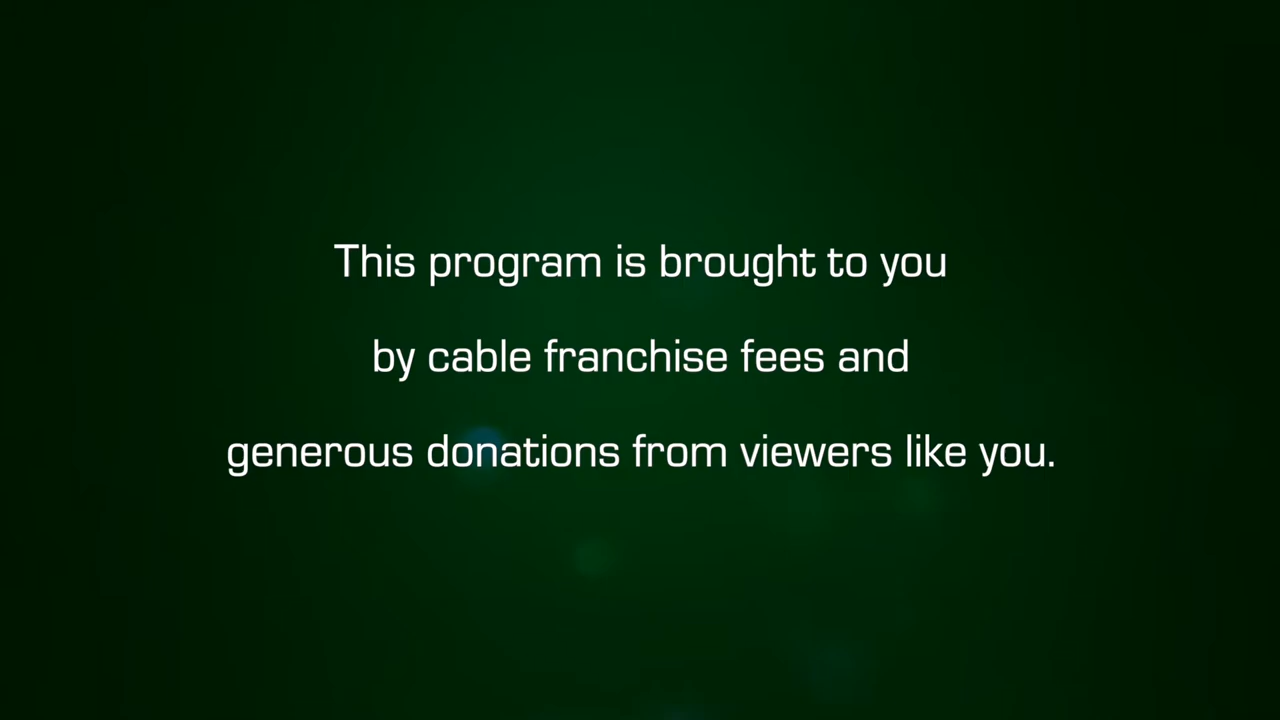 This program is brought to you
by cable franchise fees and
generous donations from viewers like you.